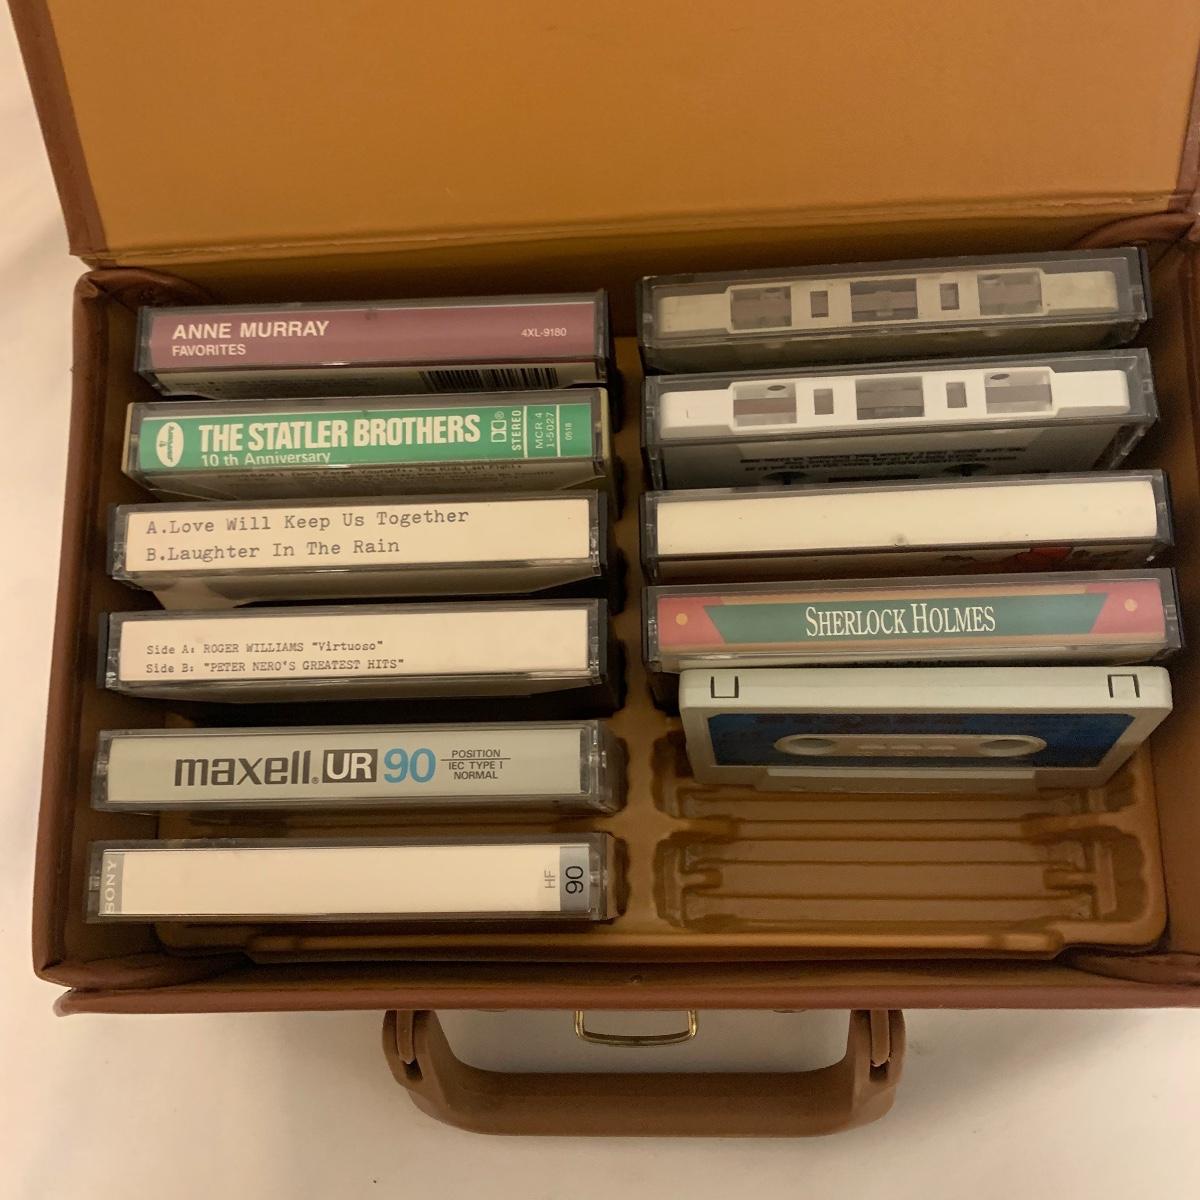 ANNE MURRAY
FAVORITES
4XL-9180
THE STATLER BROTHERS
10 th Anniversary
STEREO
MCR 4
1-5027
0518
A.Love Will Keep Us Together
B.Laughter In The Rain
Side A: ROGER WILLIAMS "Virtuoso"
Side B: "PETER NERO'S GREATEST HITS"
maxell® UR 90
POSITION
IEC TYPE I
NORMAL
SONY
HF
90
SHERLOCK HOLMES